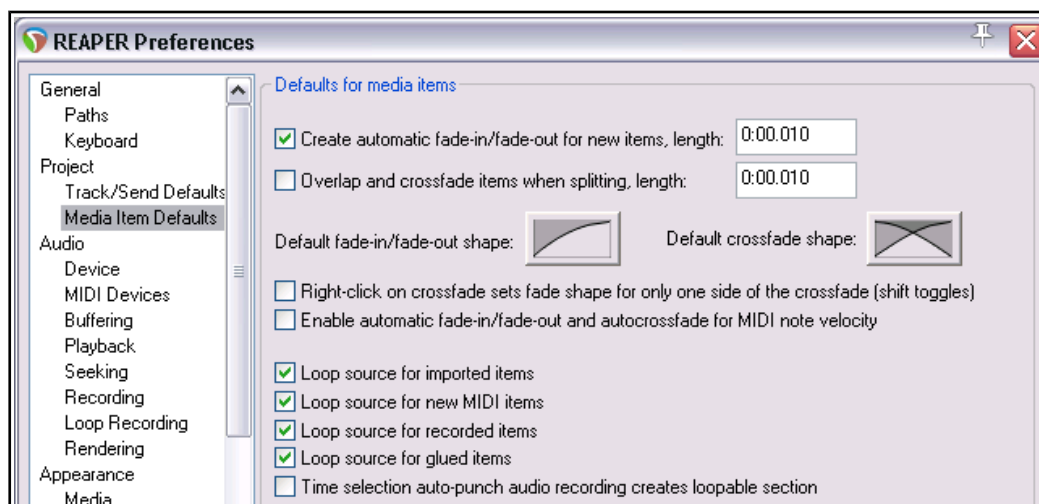 REAPER Preferences
General
Paths
Keyboard
Project
Track/Send Defaults
Media Item Defaults
Audio
Device
MIDI Devices
Buffering
Playback
Seeking
Recording
Loop Recording
Rendering
Appearance
Media
Defaults for media items
Create automatic fade-in/fade-out for new items, length: 0:00.010
Overlap and crossfade items when splitting, length: 0:00.010
Default fade-in/fade-out shape: Default crossfade shape:
Right-click on crossfade sets fade shape for only one side of the crossfade (shift toggles)
Enable automatic fade-in/fade-out and autocrossfade for MIDI note velocity
Loop source for imported items
Loop source for new MIDI items
Loop source for recorded items
Loop source for glued items
Time selection auto-punch audio recording creates loopable section